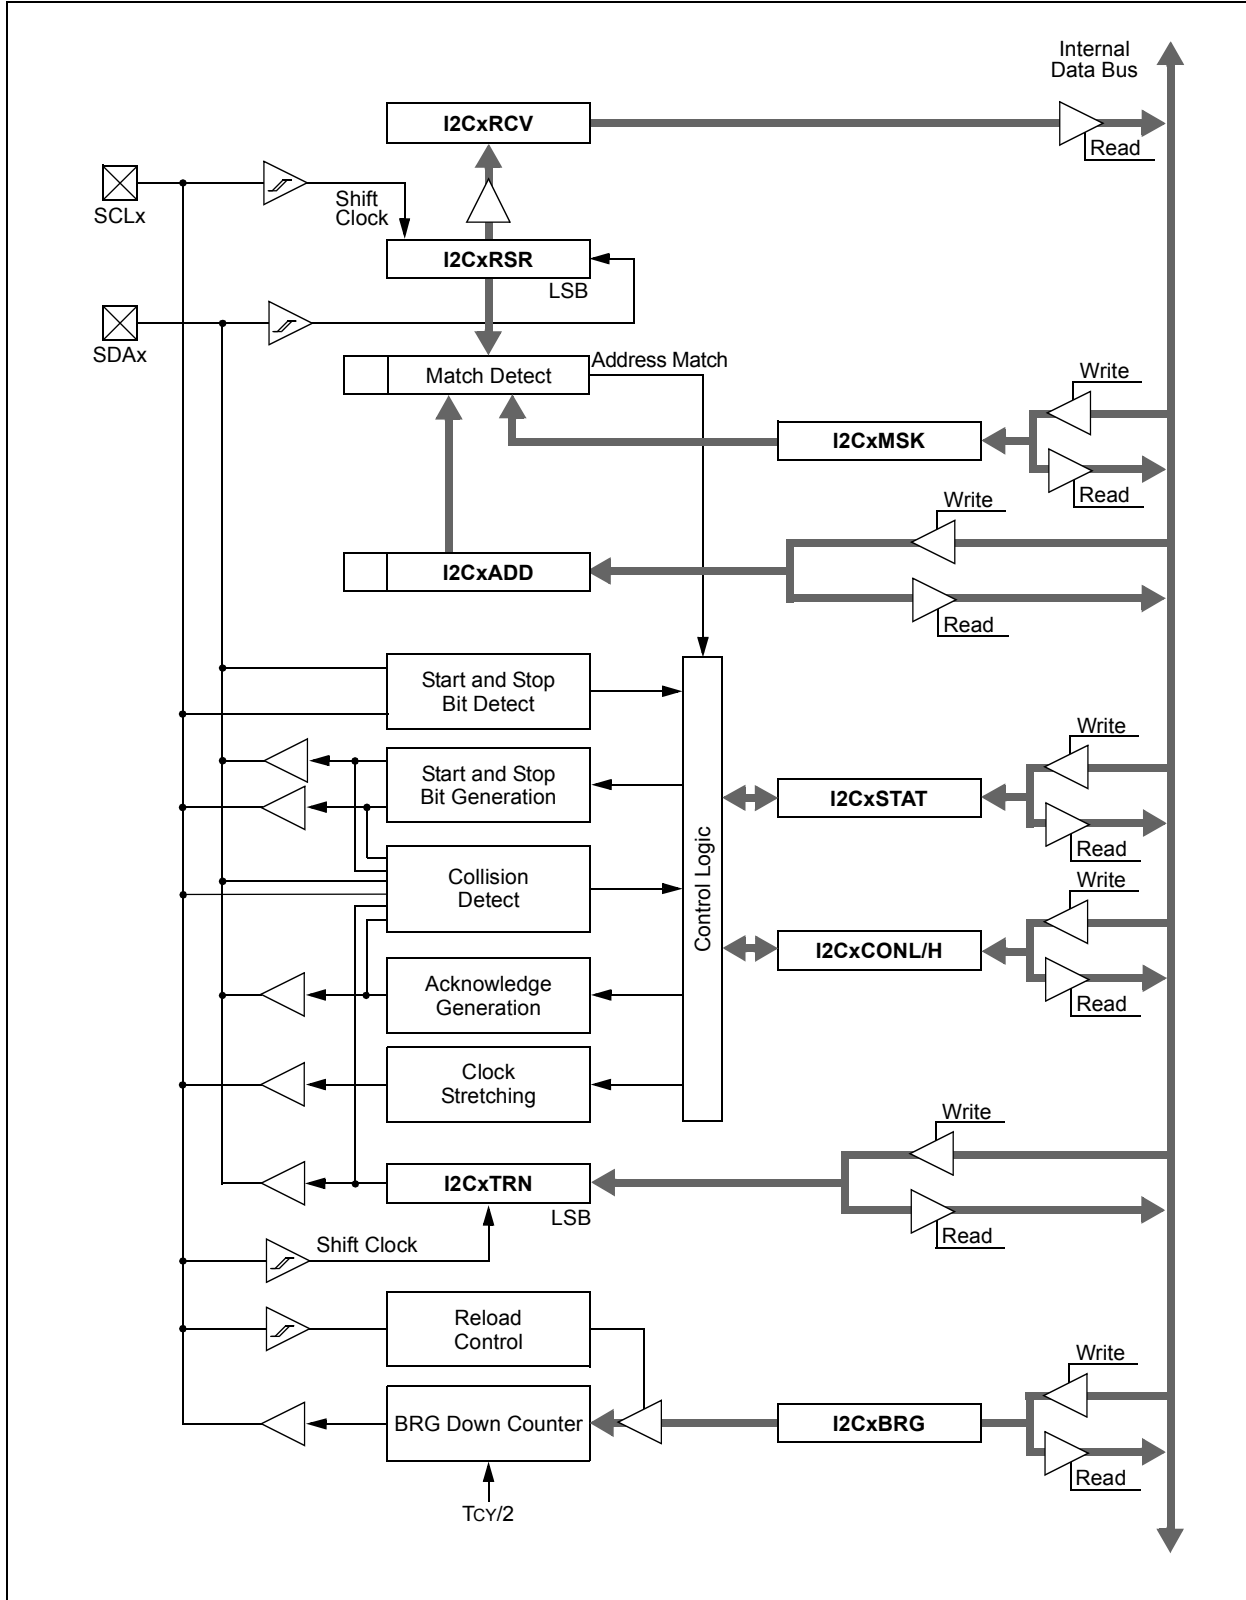 Internal
Data Bus
I2CxRCV
Read
SCLx
Shift
Clock
I2CxRSR
LSB
SDAx
Address Match
Match Detect
Write
I2CxMSK
Read
Write
I2CxADD
Read
Start and Stop
Bit Detect
Write
Start and Stop
Bit Generation
I2CxSTAT
Read
Control Logic
Collision
Detect
Write
I2CxCONL/H
Read
Acknowledge
Generation
Clock
Stretching
Write
I2CxTRN
LSB
Read
Shift Clock
Reload
Control
Write
BRG Down Counter
I2CxBRG
Read
TCY/2